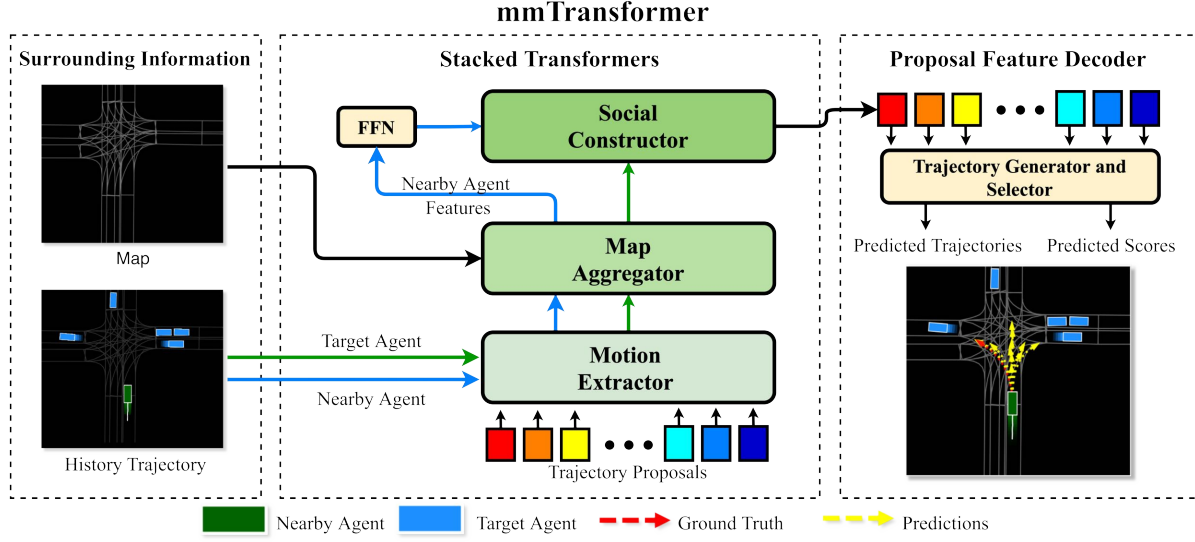 mmTransformer
Surrounding Information
Map
History Trajectory
Stacked Transformers
FFN
Social
Constructor
Nearby Agent
Features
Map
Aggregator
Target Agent
Nearby Agent
Motion
Extractor
Trajectory Proposals
Proposal Feature Decoder
Trajectory Generator and
Selector
Predicted Trajectories
Predicted Scores
Nearby Agent
Target Agent
Ground Truth
Predictions